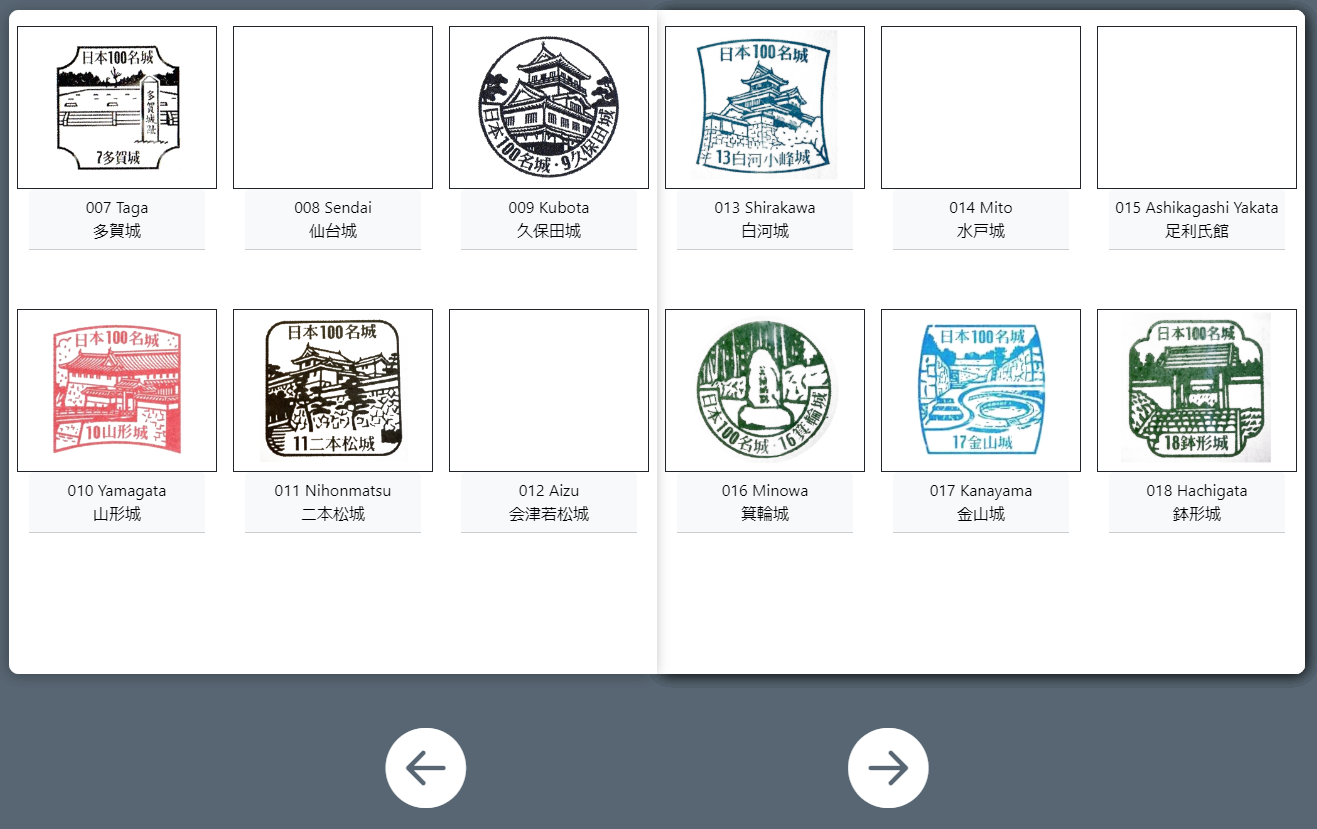 日本100名城
多賀城跡
7多賀城
007 Taga
多賀城
008 Sendai
仙台城
日本100名城・9久保田城
009 Kubota
久保田城
日本100名城
10山形城
010 Yamagata
山形城
日本100名城
11二本松城
011 Nihonmatsu
二本松城
012 Aizu
会津若松城
日本100名城
13白河小峰城
013 Shirakawa
白河城
014 Mito
水戸城
015 Ashikagashi Yakata
足利氏館
日本100名城・16箕輪城
016 Minowa
箕輪城
日本100名城
17金山城
017 Kanayama
金山城
日本100名城
18鉢形城
018 Hachigata
鉢形城